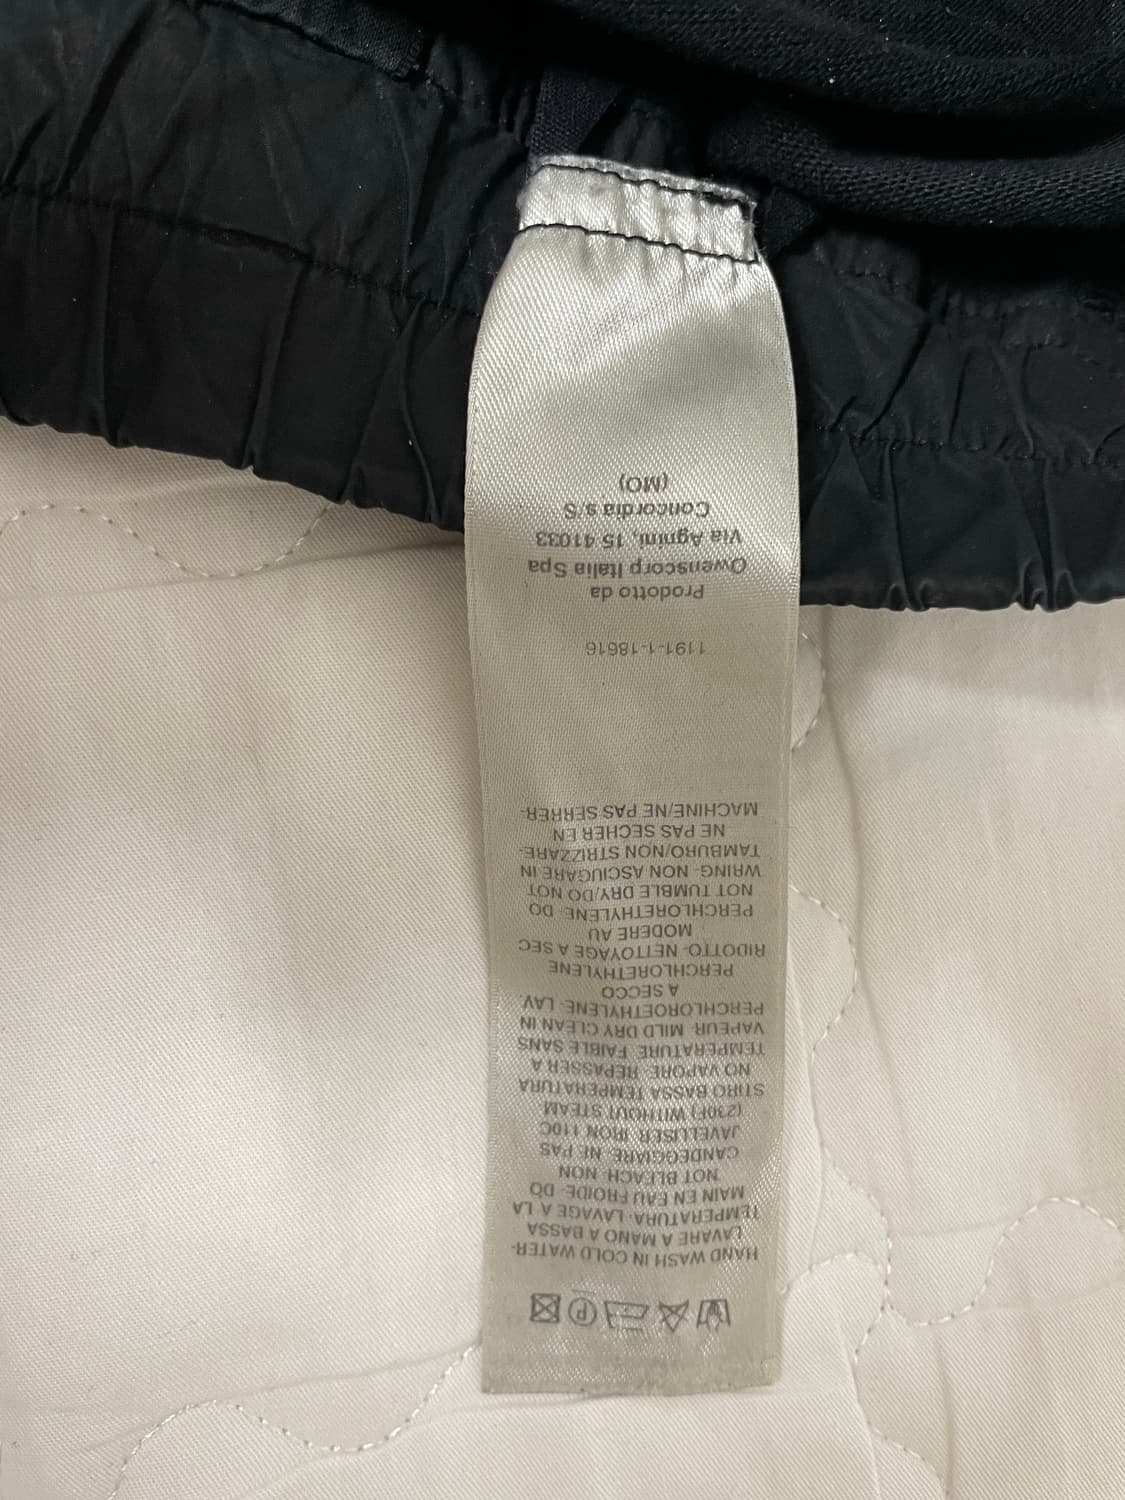 HAND WASH IN COLD WATER-
LAVARE A MANO A BASSA
TEMPERATURA- LAVAGE A LA
MAIN EN EAU FROIDE- DO
NOT BLEACH- NON
CANDEGGIARE- NE PAS
JAVELLISER- IRON 110C
(230F) WITHOUT STEAM
STIRO BASSA TEMPERATURA
NO VAPORE- REPASSER A
TEMPERATURE FAIBLE SANS
VAPEUR- MILD DRY CLEAN IN
PERCHLOROETHYLENE- LAV.
A SECCO
PERCHLORETHYLENE
RIDOTTO- NETTOYAGE A SEC
MODERE AU
PERCHLORETHYLENE- DO
NOT TUMBLE DRY/DO NOT
WRING- NON ASCIUGARE IN
TAMBURO/NON STRIZZARE-
NE PAS SECHER EN
MACHINE/NE PAS SERRER-
1191-1-18616
Prodotto da
Owenscorp Italia Spa
Via Agnini, 15 41033
Concordia s/S
(MO)